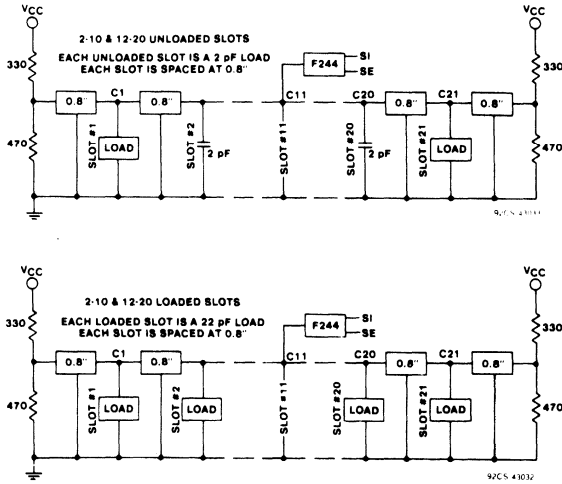 VCC
VCC
2-10 & 12-20 UNLOADED SLOTS
EACH UNLOADED SLOT IS A 2 pF LOAD
EACH SLOT IS SPACED AT 0.8"
F244
SI
SE
330
330
0.8"
C1
0.8"
C11
C20
0.8"
C21
0.8"
470
SLOT #1
LOAD
SLOT #2
2 pF
SLOT #11
SLOT #20
2 pF
SLOT #21
LOAD
470
VCC
VCC
2-10 & 12-20 LOADED SLOTS
EACH LOADED SLOT IS A 22 pF LOAD
EACH SLOT IS SPACED AT 0.8"
F244
SI
SE
330
330
0.8"
C1
0.8"
C11
C20
0.8"
C21
0.8"
470
SLOT #1
LOAD
SLOT #2
LOAD
SLOT #11
SLOT #20
LOAD
SLOT #21
LOAD
470
92CS 43032